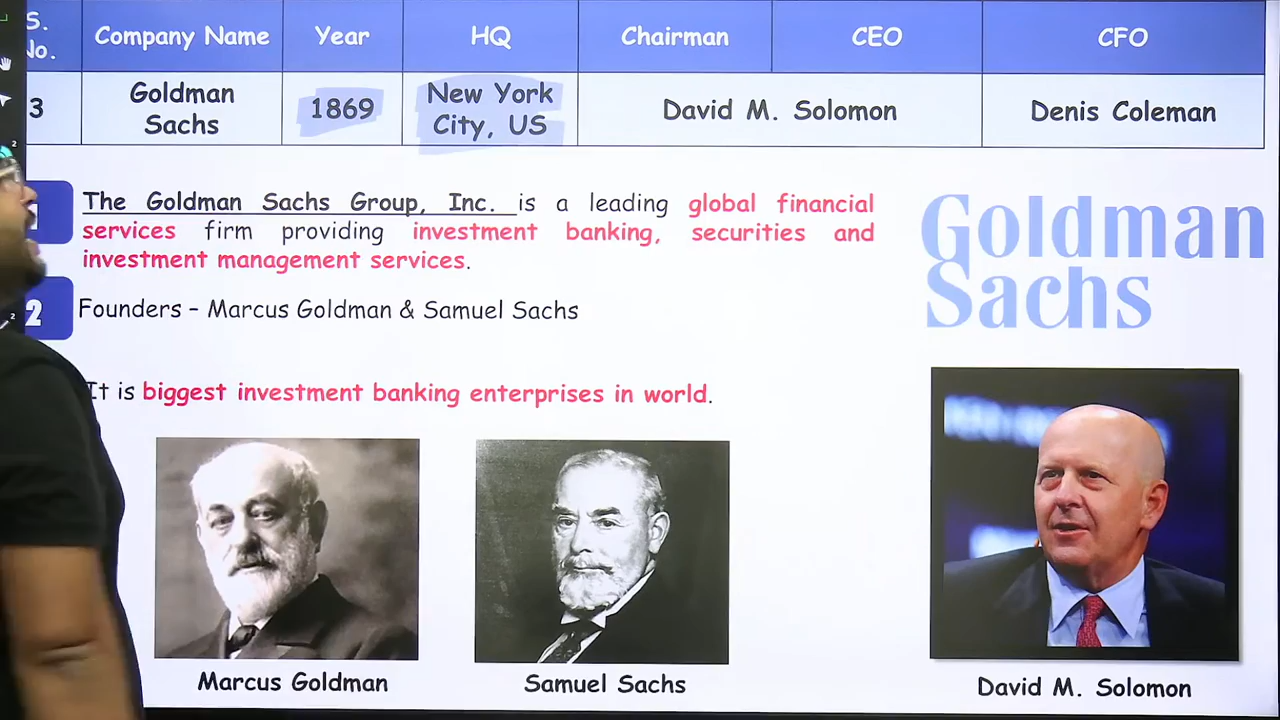 S. No.
Company Name
Year
HQ
Chairman
CEO
CFO
3
Goldman Sachs
1869
New York City, US
David M. Solomon
Denis Coleman
1
The Goldman Sachs Group, Inc. is a leading global financial
services firm providing investment banking, securities and
investment management services.
2
Founders – Marcus Goldman & Samuel Sachs
It is biggest investment banking enterprises in world.
Goldman
Sachs
Marcus Goldman
Samuel Sachs
David M. Solomon